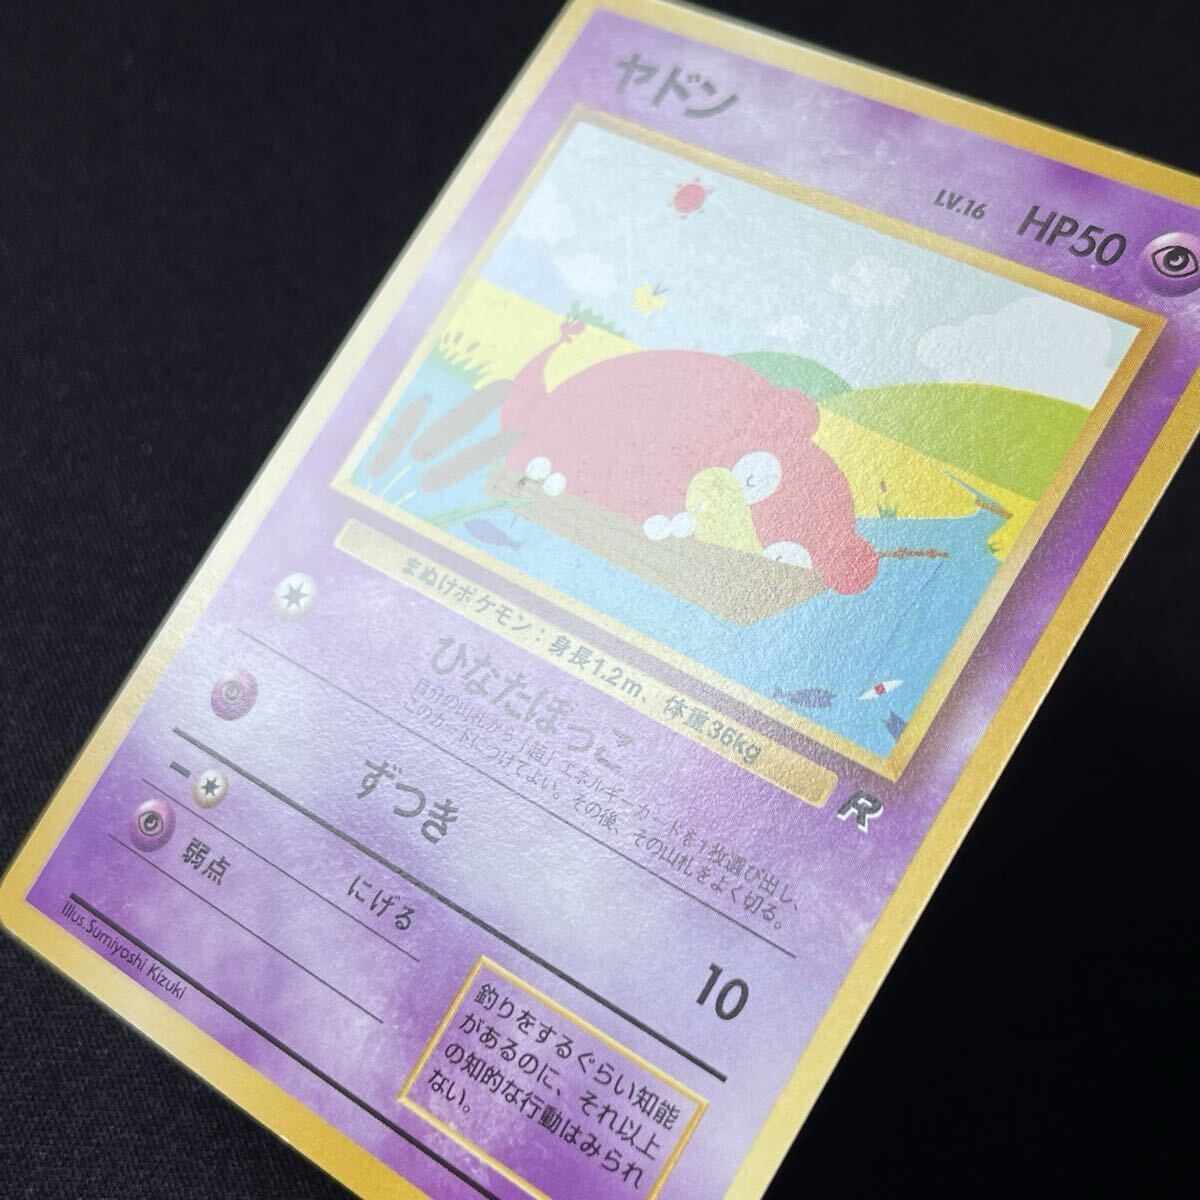 ヤドン
LV.16 HP50
まぬけポケモン：身長1.2m、体重36kg
R
ひなたぼっこ
自分の山札から「超」エネルギーカードを1枚選び出し、
このカードにつけてよい。その後、その山札をよく切る。
ずつき 10
弱点
にげる
Illus.Sumiyoshi Kizuki
釣りをするぐらい知能
があるのに、それ以上
の知的な行動はみられ
ない。